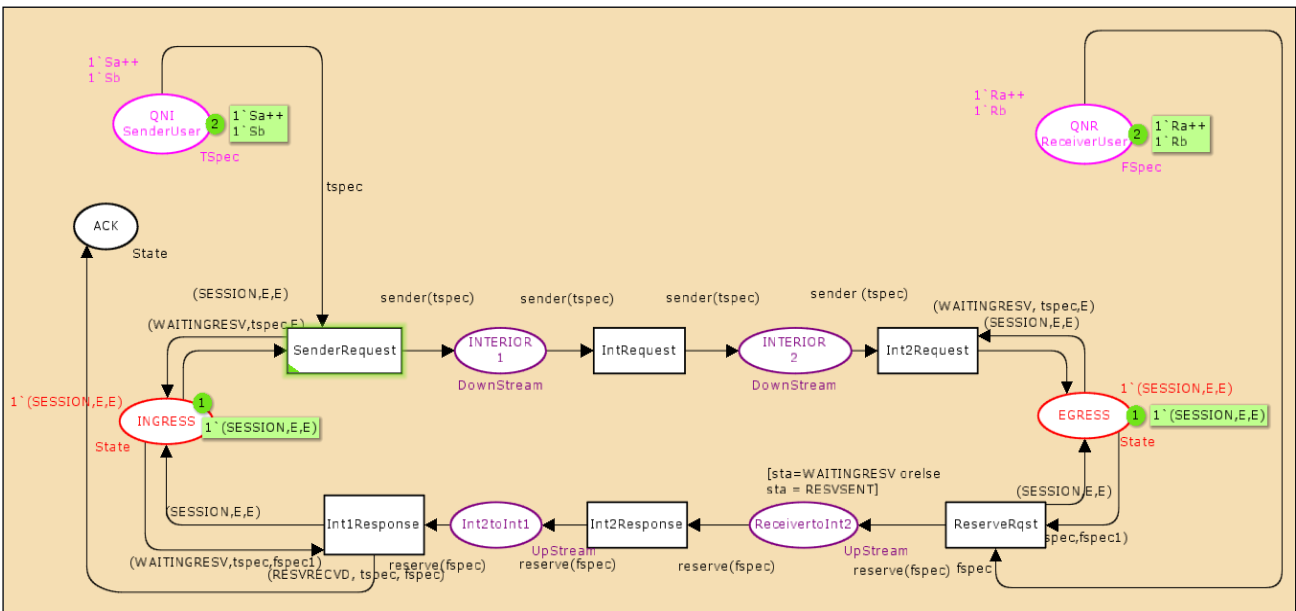 1`Sa++
1`Sb
QNI
SenderUser
2
1`Sa++
1`Sb
TSpec
1`Ra++
1`Rb
QNR
ReceiverUser
2
1`Ra++
1`Rb
FSpec
tspec
ACK
State
(SESSION,E,E)
sender(tspec)
sender(tspec)
sender(tspec)
sender (tspec)
(WAITINGRESV, tspec,E)
(SESSION,E,E)
(WAITINGRESV,tspec,E)
SenderRequest
INTERIOR
1
DownStream
IntRequest
INTERIOR
2
DownStream
Int2Request
1`(SESSION,E,E)
INGRESS
1
1`(SESSION,E,E)
State
1`(SESSION,E,E)
EGRESS
1
1`(SESSION,E,E)
State
[sta=WAITINGRESV orelse
sta = RESVSENT]
(SESSION,E,E)
(SESSION,E,E)
Int1Response
Int2toInt1
UpStream
Int2Response
ReceivertoInt2
UpStream
ReserveRqst
spec,fspec1)
(WAITINGRESV,tspec,fspec1)
(RESVRECVD, tspec, fspec)
reserve(fspec)
reserve(fspec)
reserve(fspec)
reserve(fspec)
fspec